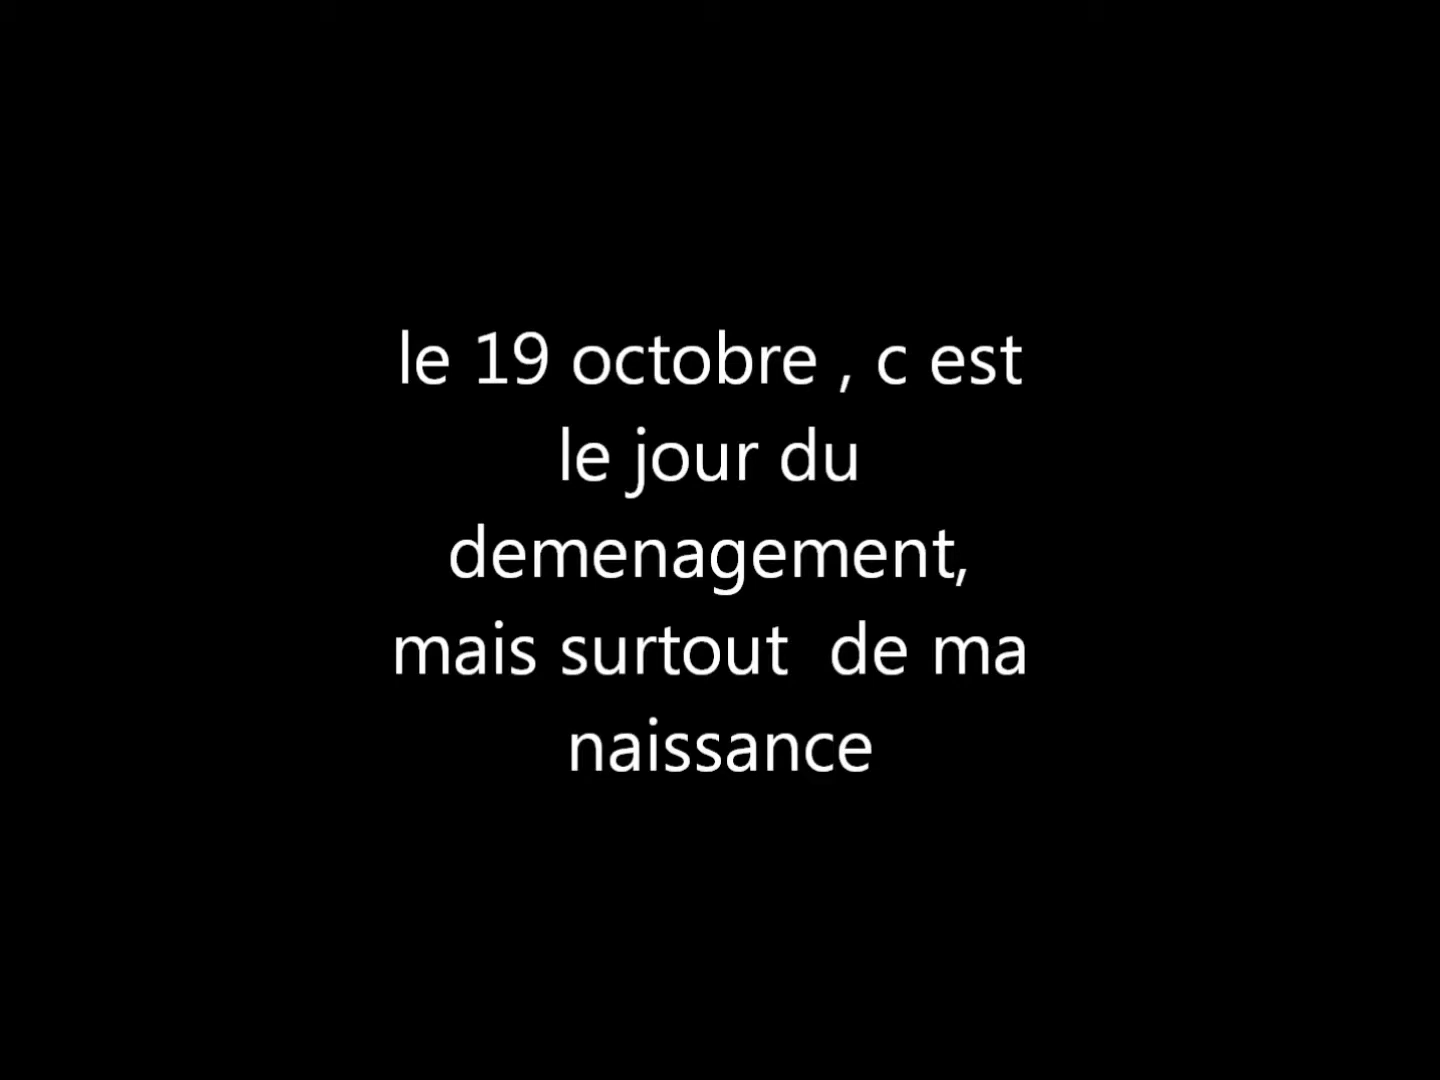 le 19 octobre , c est
le jour du
demenagement,
mais surtout  de ma
naissance